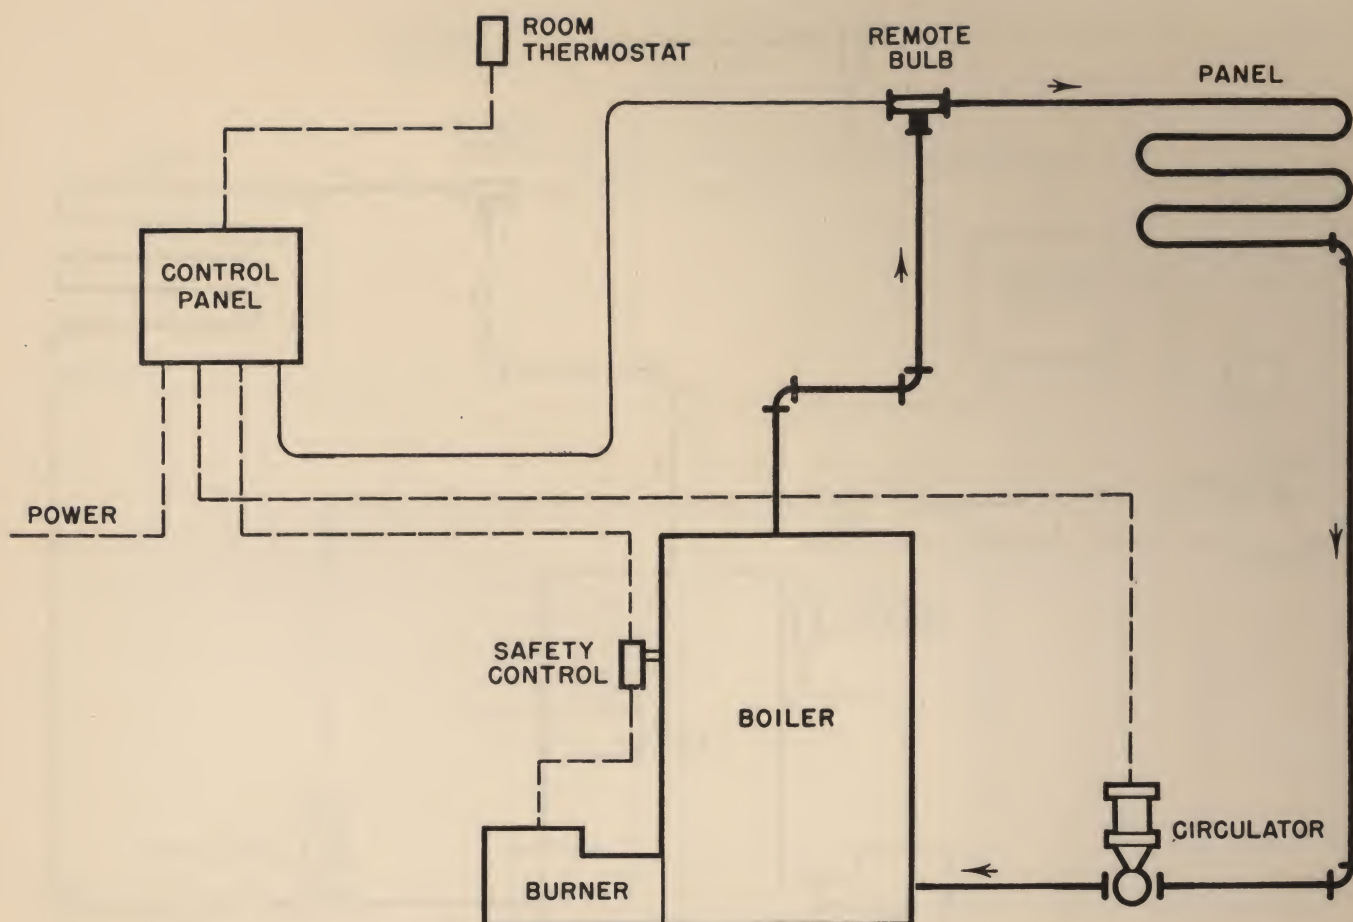 ROOM
THERMOSTAT
REMOTE
BULB
PANEL
CONTROL
PANEL
POWER
SAFETY
CONTROL
BOILER
CIRCULATOR
BURNER